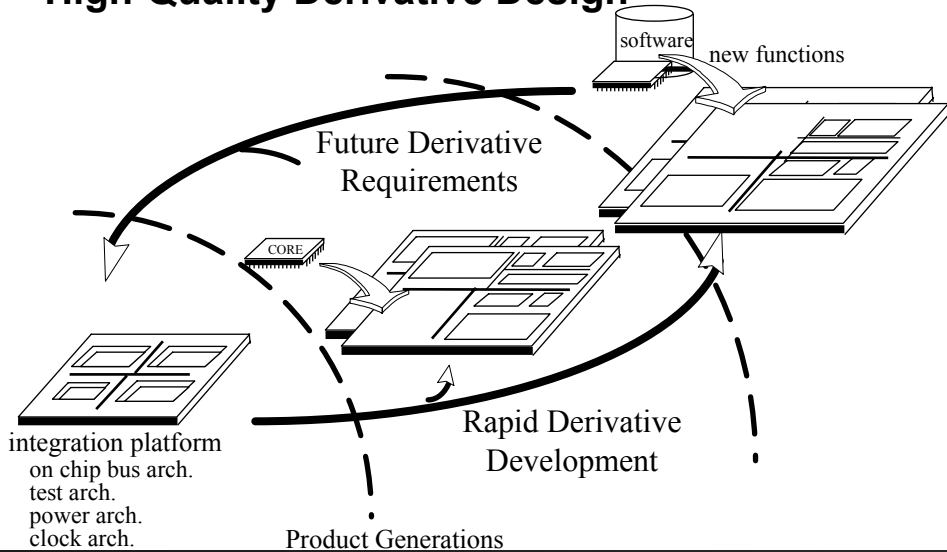 High-Quality Derivative Design
software
new functions
Future Derivative
Requirements
CORE
Rapid Derivative
Development
integration platform
on chip bus arch.
test arch.
power arch.
clock arch.
Product Generations